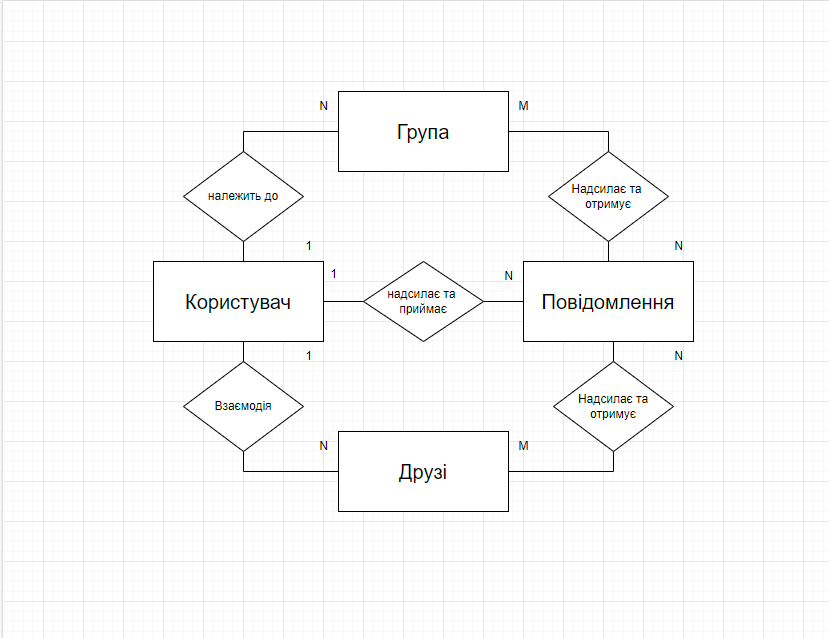 N
Група
M
належить до
Надсилає та
отримує
1
N
Користувач
1
надсилає та
приймає
N
Повідомлення
1
N
Взаємодія
Надсилає та
отримує
N
Друзі
M